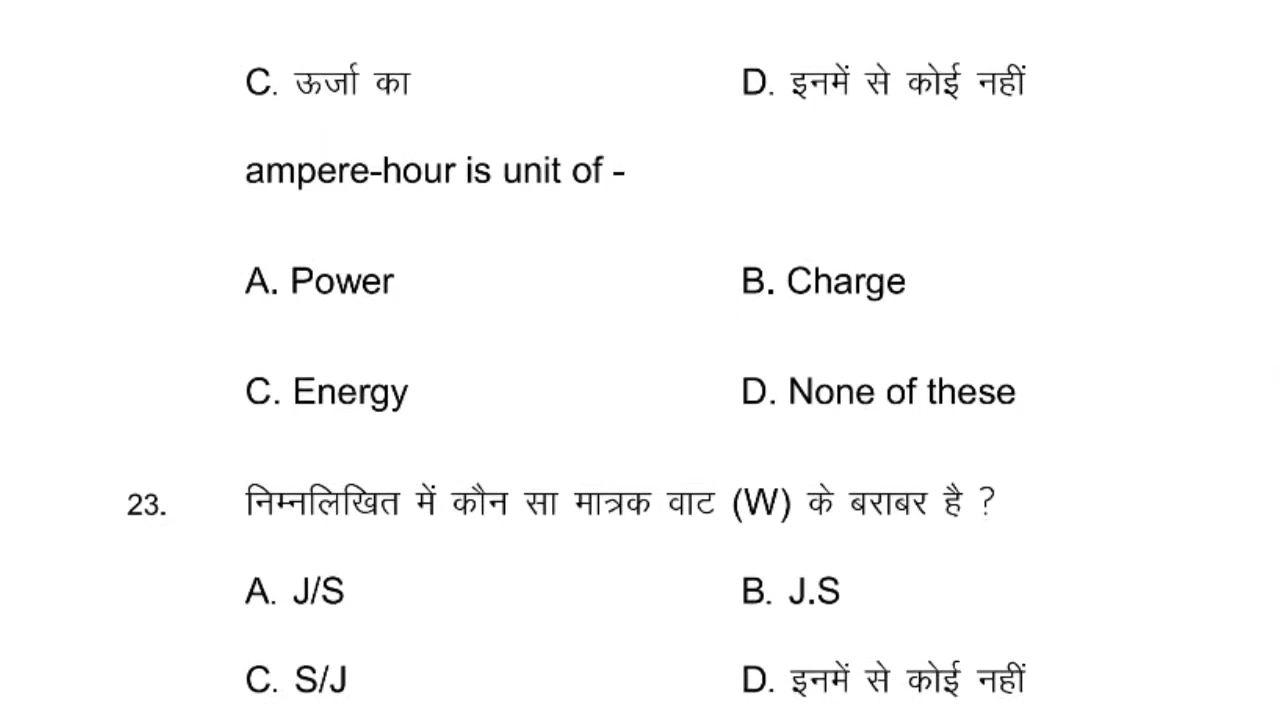 C. ऊर्जा का D. इनमें से कोई नहीं
ampere-hour is unit of -
A. Power B. Charge
C. Energy D. None of these
23. निम्नलिखित में कौन सा मात्रक वाट (W) के बराबर है ?
A. J/S B. J.S
C. S/J D. इनमें से कोई नहीं